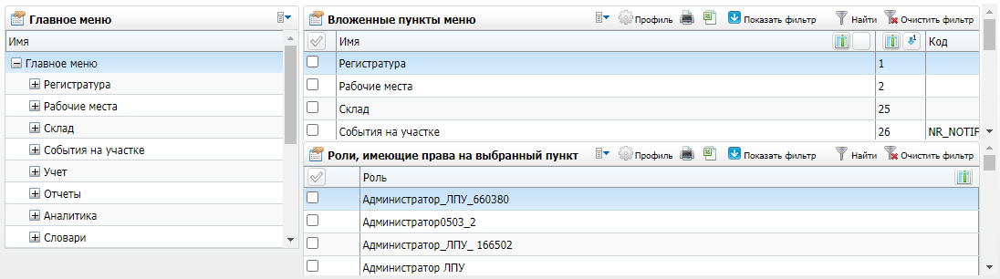 Главное меню
Имя
Главное меню
Регистратура
Рабочие места
Склад
События на участке
Учет
Отчеты
Аналитика
Словари
Вложенные пункты меню Профиль Показать фильтр Найти Очистить фильтр
Имя 1 Код
Регистратура 1
Рабочие места 2
Склад 25
События на участке 26 NR_NOTIF
Роли, имеющие права на выбранный пункт Профиль Показать фильтр Найти Очистить фильтр
Роль
Администратор_ЛПУ_660380
Администратор0503_2
Администратор_ЛПУ_ 166502
Администратор ЛПУ